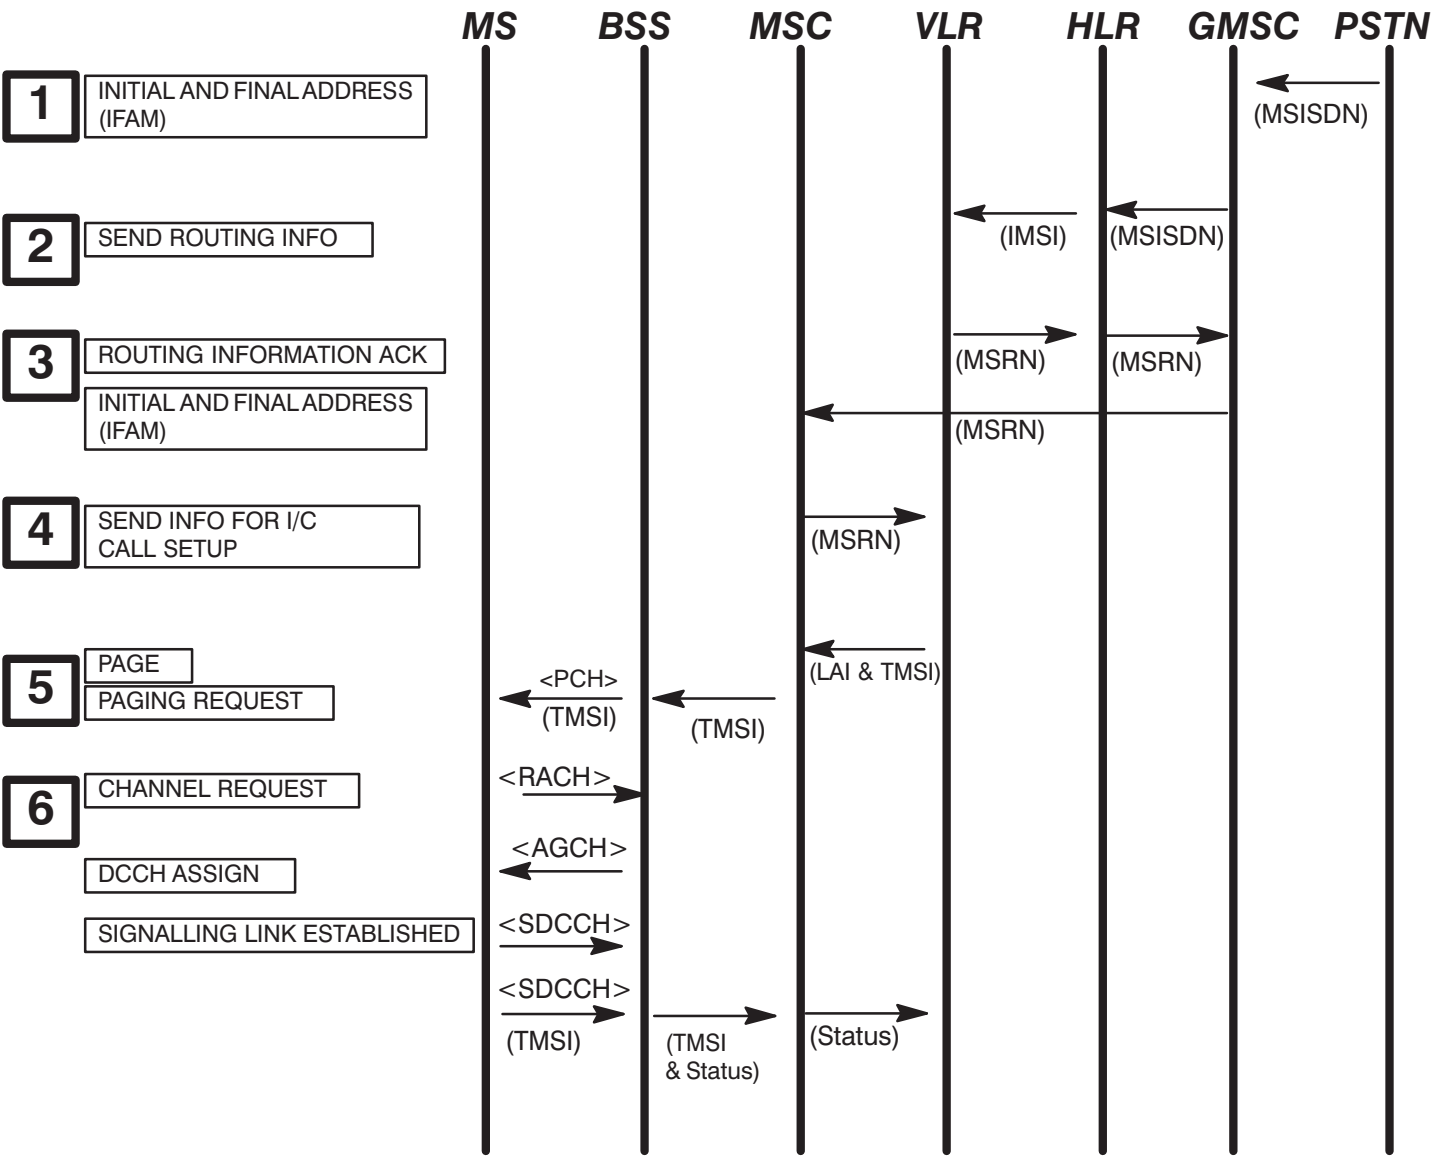 MS BSS MSC VLR HLR GMSC PSTN
1 INITIAL AND FINAL ADDRESS
(IFAM)
(MSISDN)
2 SEND ROUTING INFO
(IMSI) (MSISDN)
3 ROUTING INFORMATION ACK
(MSRN) (MSRN)
INITIAL AND FINAL ADDRESS
(IFAM)
(MSRN)
4 SEND INFO FOR I/C
CALL SETUP
(MSRN)
5 PAGE
(LAI & TMSI)
PAGING REQUEST
<PCH>
(TMSI) (TMSI)
6 CHANNEL REQUEST
<RACH>
<AGCH>
DCCH ASSIGN
SIGNALLING LINK ESTABLISHED
<SDCCH>
<SDCCH>
(TMSI) (TMSI
& Status) (Status)